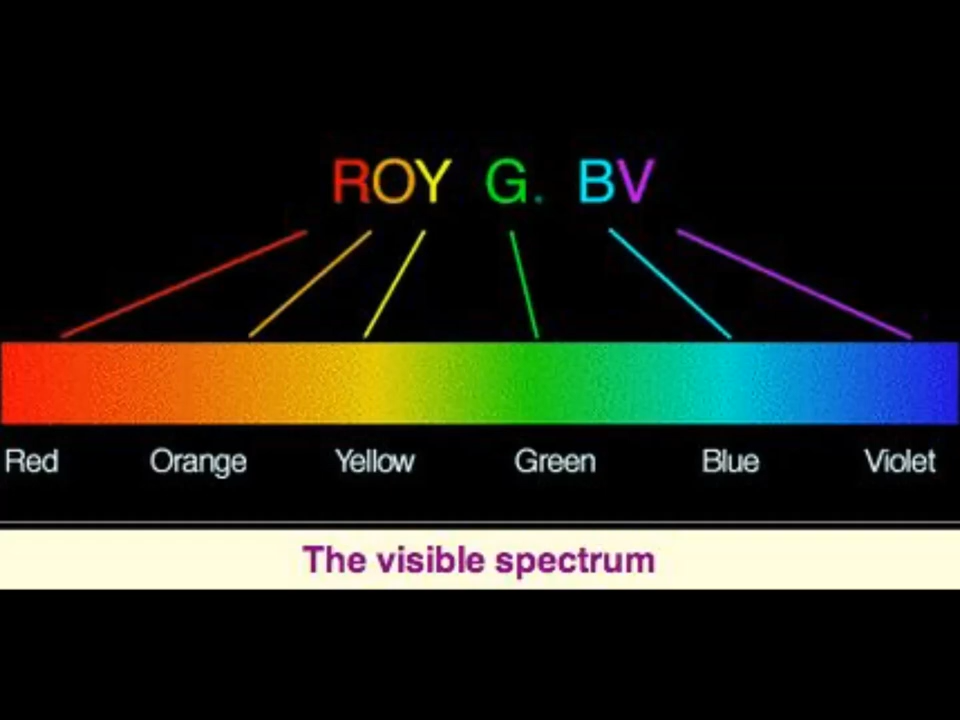 ROY G. BV
Red Orange Yellow Green Blue Violet
The visible spectrum